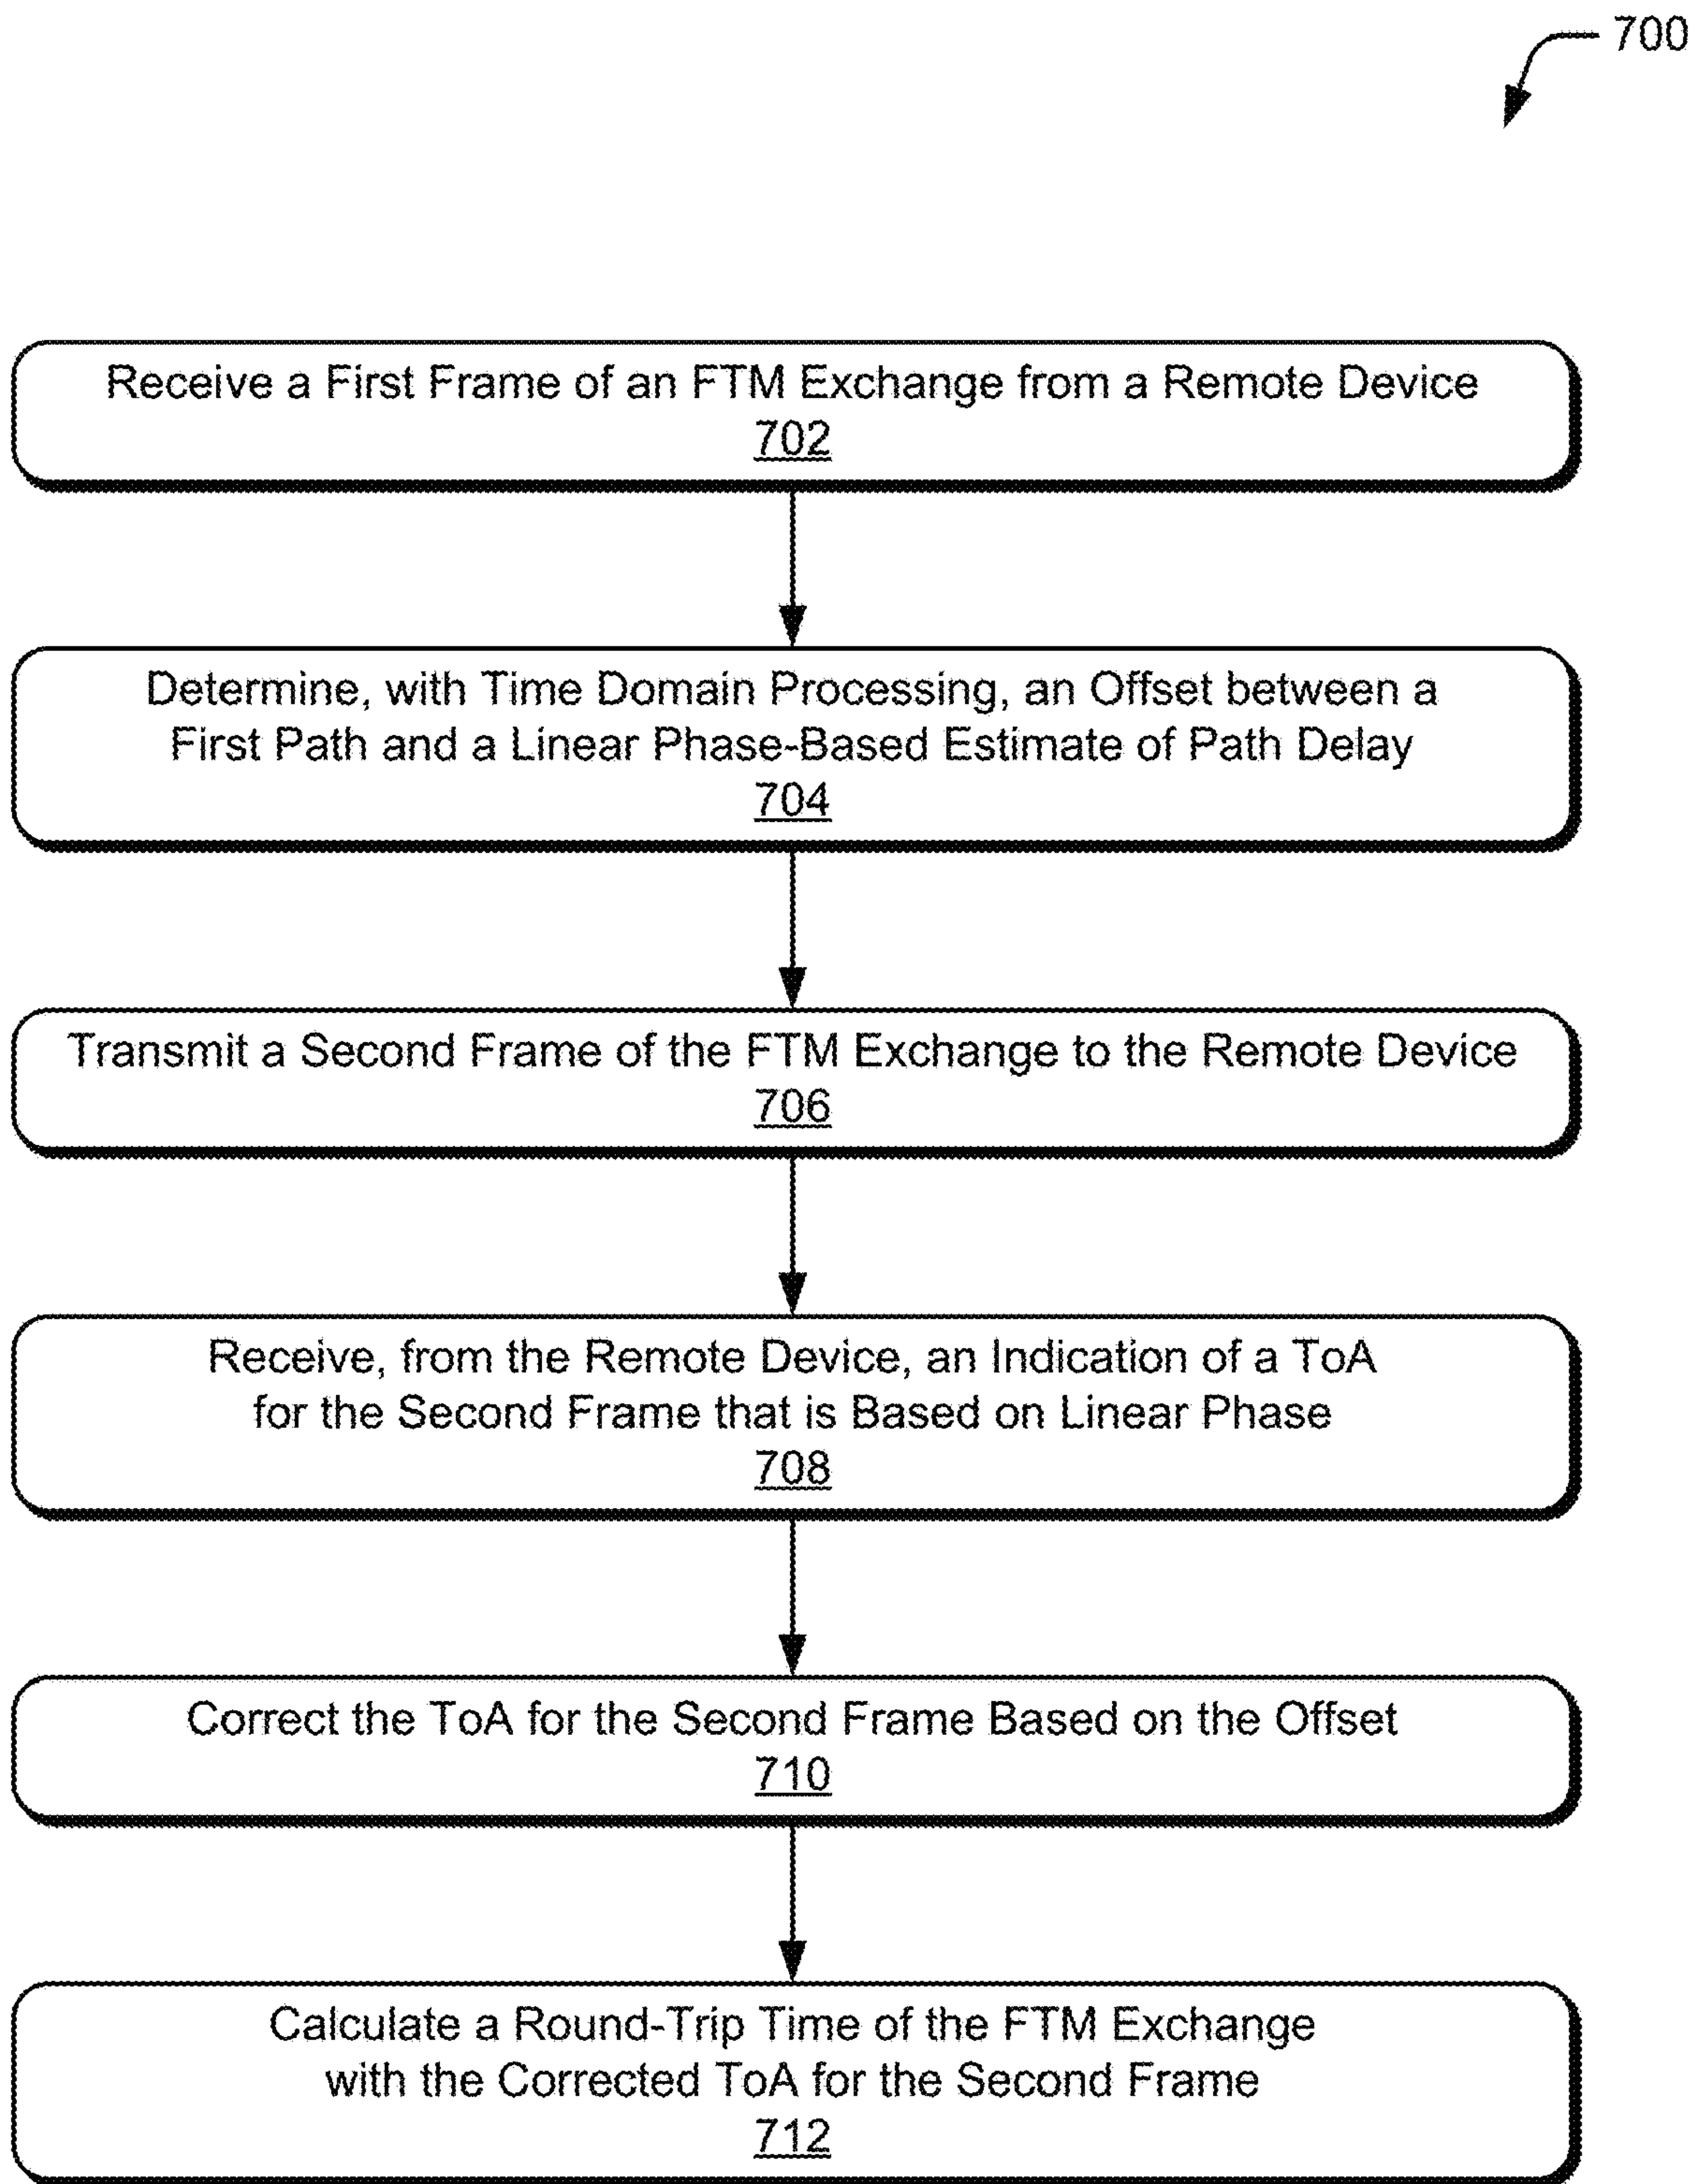 700
Receive a First Frame of an FTM Exchange from a Remote Device
702
Determine, with Time Domain Processing, an Offset between a
First Path and a Linear Phase-Based Estimate of Path Delay
704
Transmit a Second Frame of the FTM Exchange to the Remote Device
706
Receive, from the Remote Device, an Indication of a ToA
for the Second Frame that is Based on Linear Phase
708
Correct the ToA for the Second Frame Based on the Offset
710
Calculate a Round-Trip Time of the FTM Exchange
with the Corrected ToA for the Second Frame
712